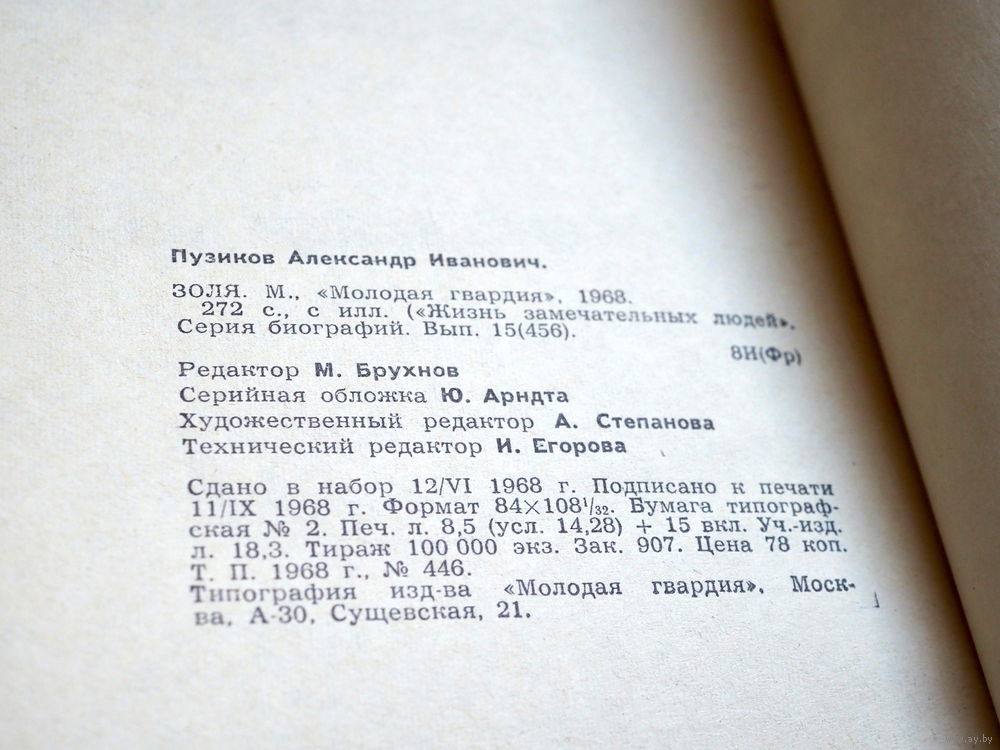 Пузиков Александр Иванович.
ЗОЛЯ. М., «Молодая гвардия», 1968.
272 с., с илл. («Жизнь замечательных людей».
Серия биографий. Вып. 15(456).
8И(Фр)
Редактор М. Брухнов
Серийная обложка Ю. Арндта
Художественный редактор А. Степанова
Технический редактор И. Егорова
Сдано в набор 12/VI 1968 г. Подписано к печати
11/IX 1968 г. Формат 84×108¹/₃₂. Бумага типограф-
ская № 2. Печ. л. 8,5 (усл. 14,28) + 15 вкл. Уч.-изд.
л. 18,3. Тираж 100 000 экз. Зак. 907. Цена 78 коп.
Т. П. 1968 г., № 446.
Типография изд-ва «Молодая гвардия», Моск-
ва, А-30, Сущевская, 21.